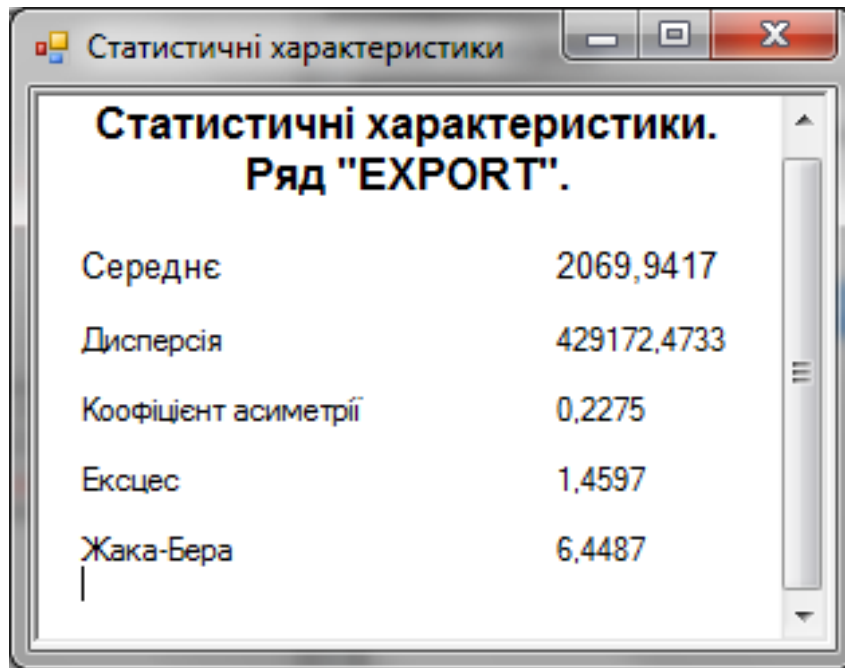 Статистичні характеристики
Статистичні характеристики.
Ряд "EXPORT".
Середнє 2069,9417
Дисперсія 429172,4733
Коофіцієнт асиметрії 0,2275
Ексцес 1,4597
Жака-Бера 6,4487